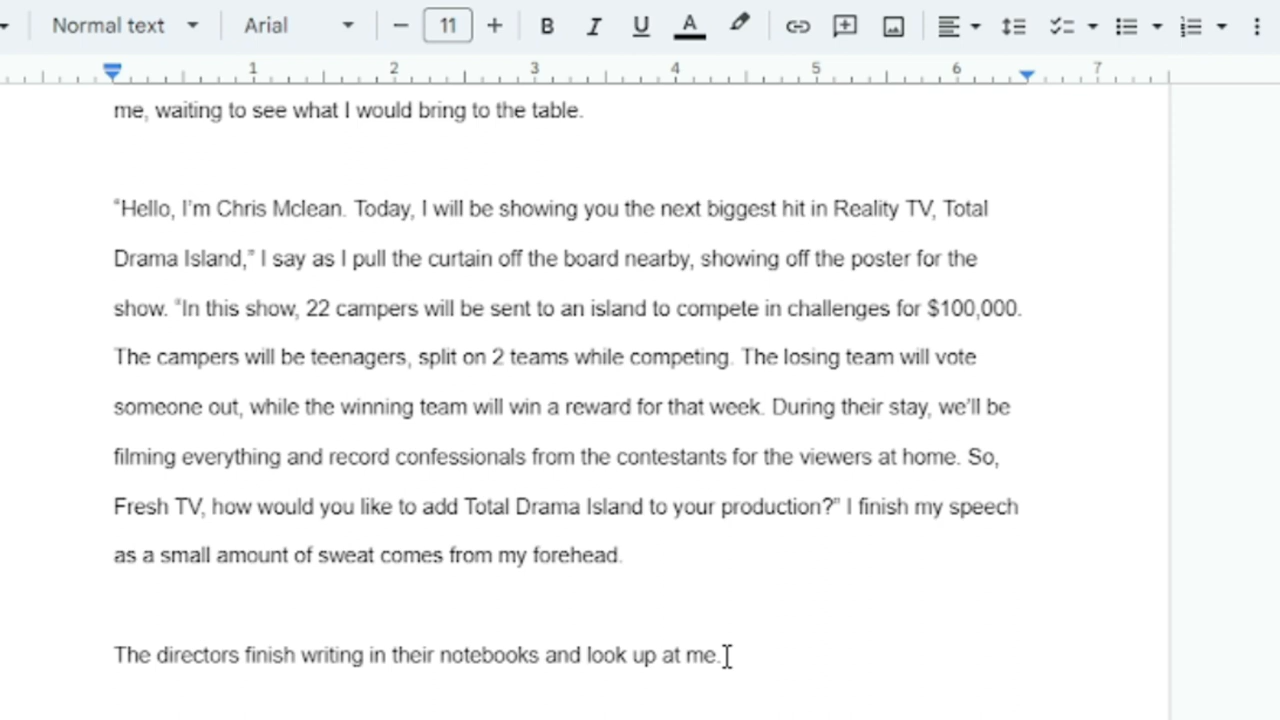 Normal text Arial 11 B I U A
1 2 3 4 5 6 7
me, waiting to see what I would bring to the table.
“Hello, I’m Chris Mclean. Today, I will be showing you the next biggest hit in Reality TV, Total
Drama Island,” I say as I pull the curtain off the board nearby, showing off the poster for the
show. “In this show, 22 campers will be sent to an island to compete in challenges for $100,000.
The campers will be teenagers, split on 2 teams while competing. The losing team will vote
someone out, while the winning team will win a reward for that week. During their stay, we’ll be
filming everything and record confessionals from the contestants for the viewers at home. So,
Fresh TV, how would you like to add Total Drama Island to your production?” I finish my speech
as a small amount of sweat comes from my forehead.
The directors finish writing in their notebooks and look up at me.